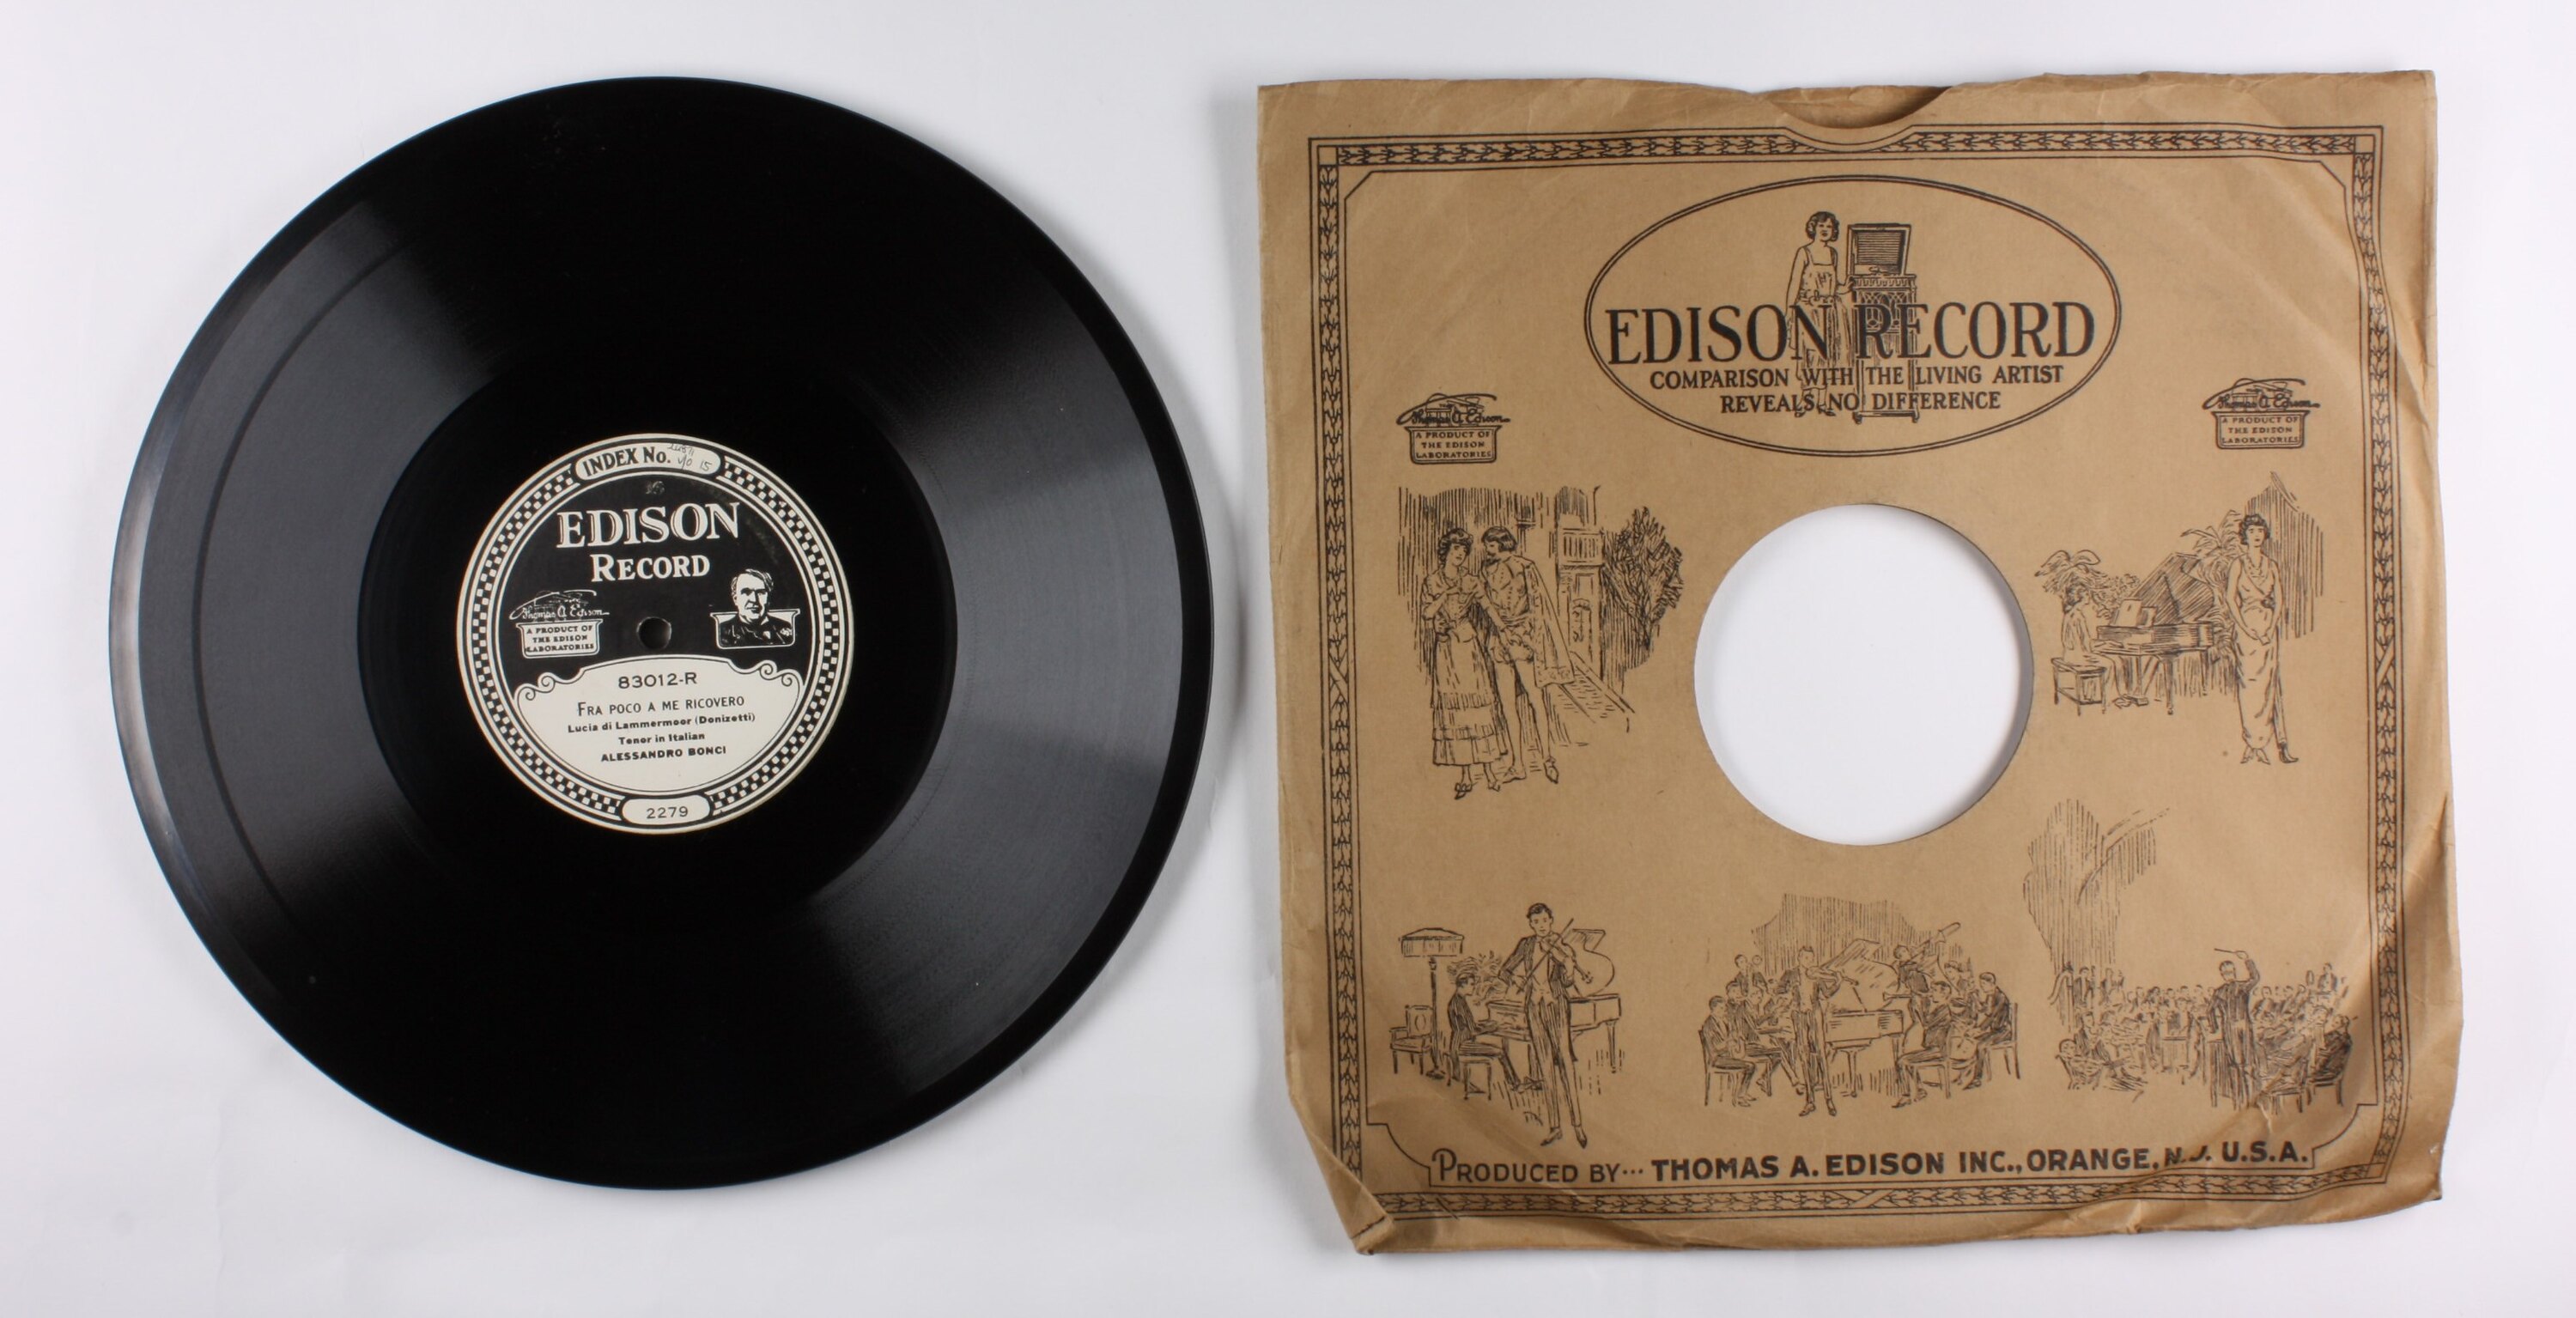 INDEX No. 15
EDISON
RECORD
Thomas A. Edison
A PRODUCT OF
THE EDISON
LABORATORIES
83012-R
FRA POCO A ME RICOVERO
Lucia di Lammermoor (Donizetti)
Tenor in Italian
ALESSANDRO BONCI
2279
EDISON RECORD
COMPARISON WITH THE LIVING ARTIST
REVEALS NO DIFFERENCE
Thomas A. Edison
A PRODUCT OF
THE EDISON
LABORATORIES
Thomas A. Edison
A PRODUCT OF
THE EDISON
LABORATORIES
PRODUCED BY... THOMAS A. EDISON INC., ORANGE, N.J. U.S.A.